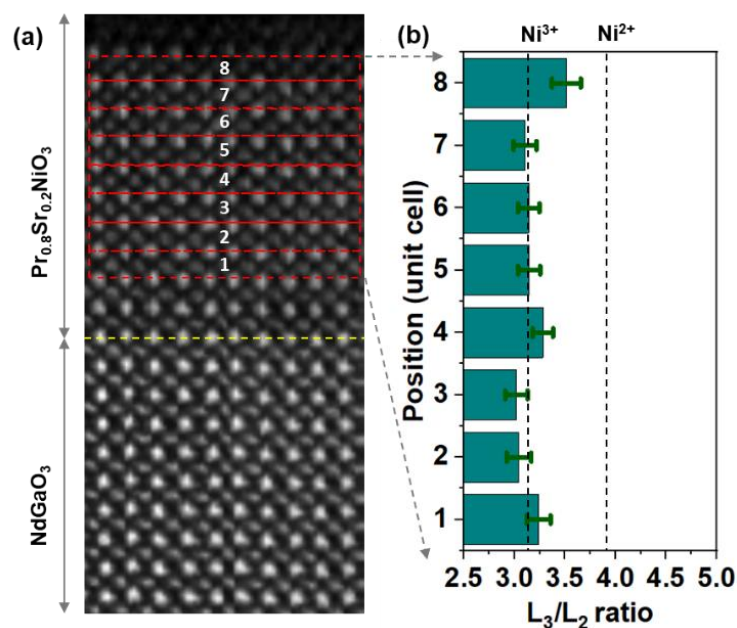 (a)
Pr0.8Sr0.2NiO3
NdGaO3
8
7
6
5
4
3
2
1
(b)
Ni3+
Ni2+
Position (unit cell)
8
7
6
5
4
3
2
1
2.5 3.0 3.5 4.0 4.5 5.0
L3/L2 ratio